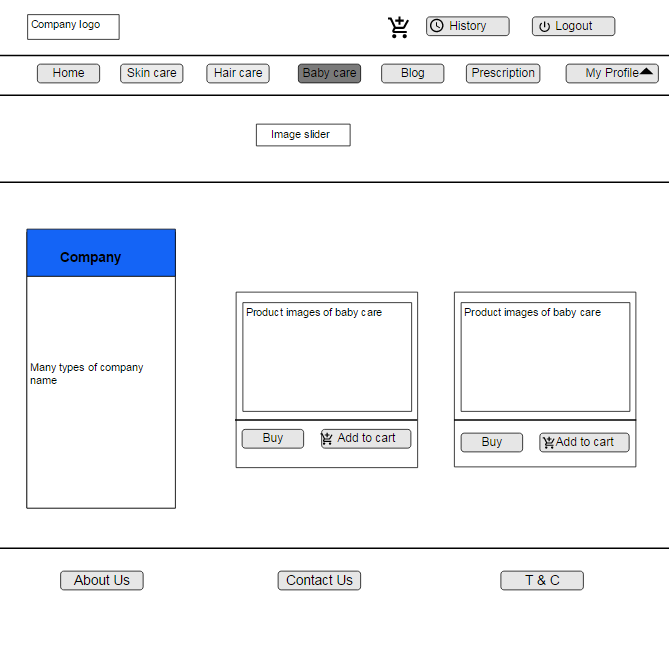 Company logo
History
Logout
Home
Skin care
Hair care
Baby care
Blog
Prescription
My Profile
Image slider
Company
Many types of company
name
Product images of baby care
Buy
Add to cart
Product images of baby care
Buy
Add to cart
About Us
Contact Us
T & C